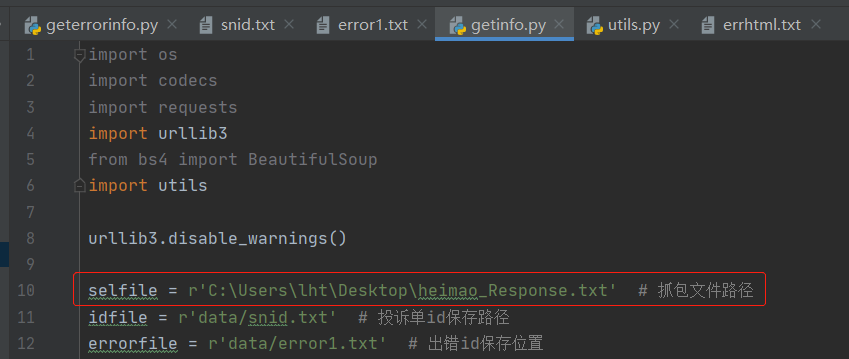 geterrorinfo.py snid.txt error1.txt getinfo.py utils.py errhtml.txt
1 import os
2 import codecs
3 import requests
4 import urllib3
5 from bs4 import BeautifulSoup
6 import utils
7
8 urllib3.disable_warnings()
9
10 selfile = r'C:\Users\lht\Desktop\heimao_Response.txt' # 抓包文件路径
11 idfile = r'data/snid.txt' # 投诉单id保存路径
12 errorfile = r'data/error1.txt' # 出错id保存位置